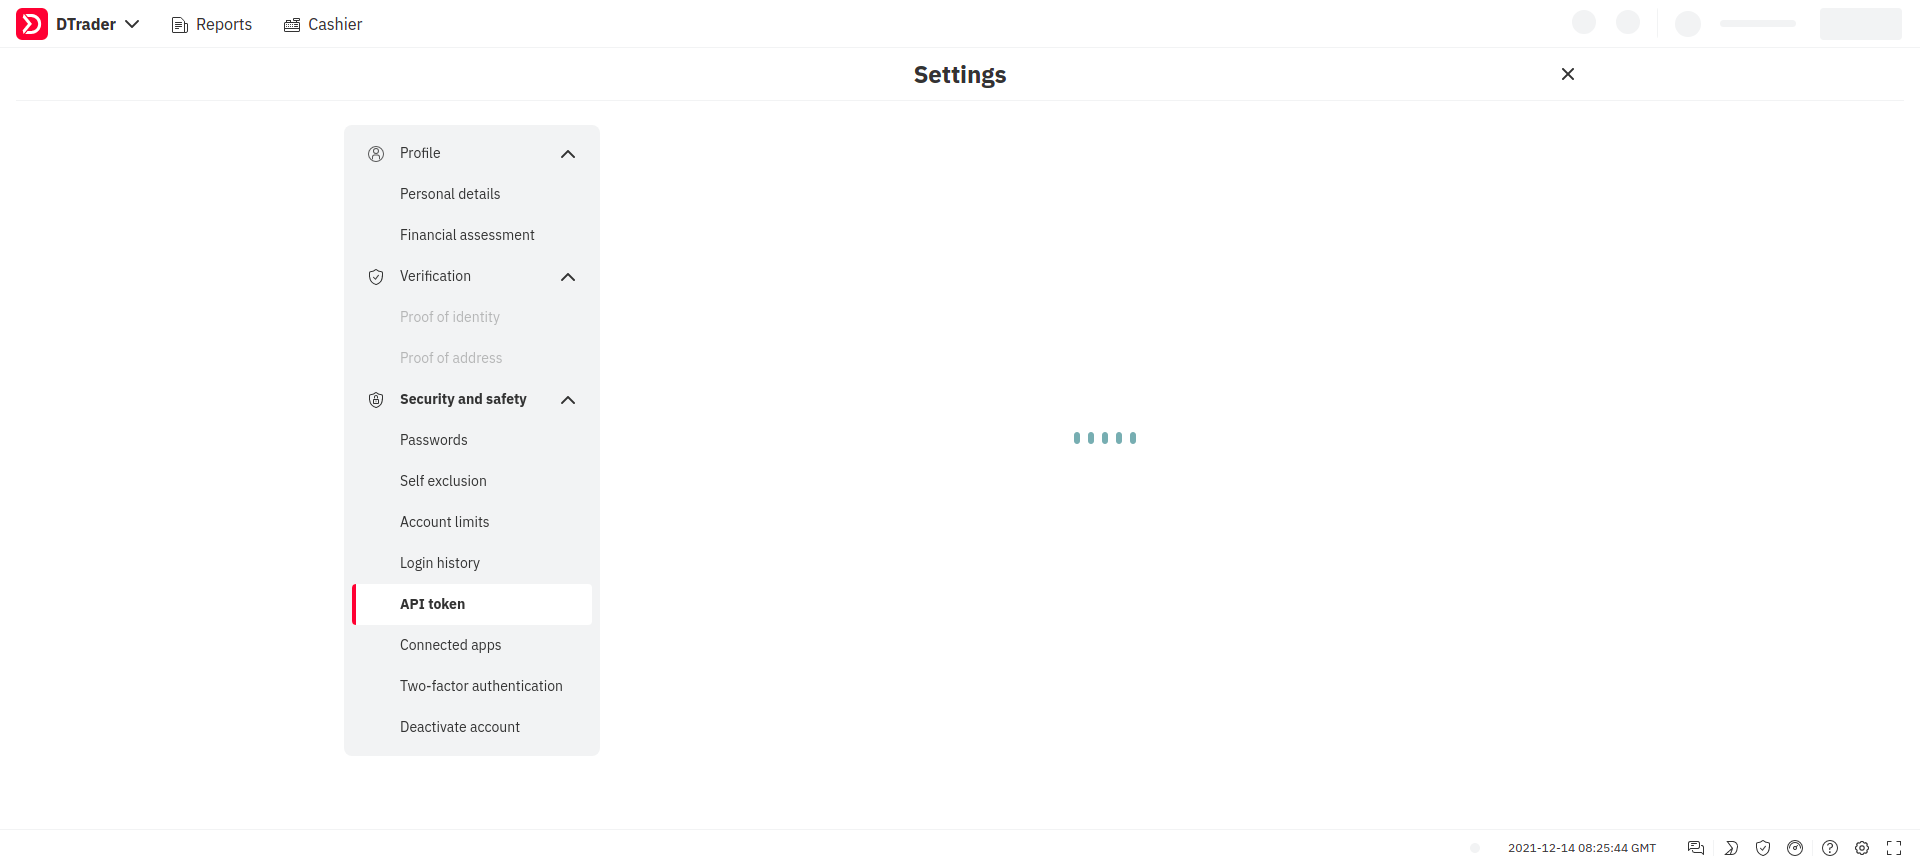 DTrader
Reports
Cashier
Settings
Profile
Personal details
Financial assessment
Verification
Proof of identity
Proof of address
Security and safety
Passwords
Self exclusion
Account limits
Login history
API token
Connected apps
Two-factor authentication
Deactivate account
2021-12-14 08:25:44 GMT